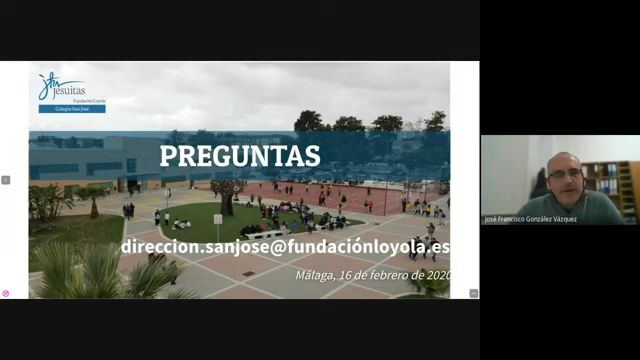 jesuitas
Fundación Loyola
Colegio San José
PREGUNTAS
direccion.sanjose@fundaciónloyola.es
Málaga, 16 de febrero de 2020
José Francisco González Vázquez